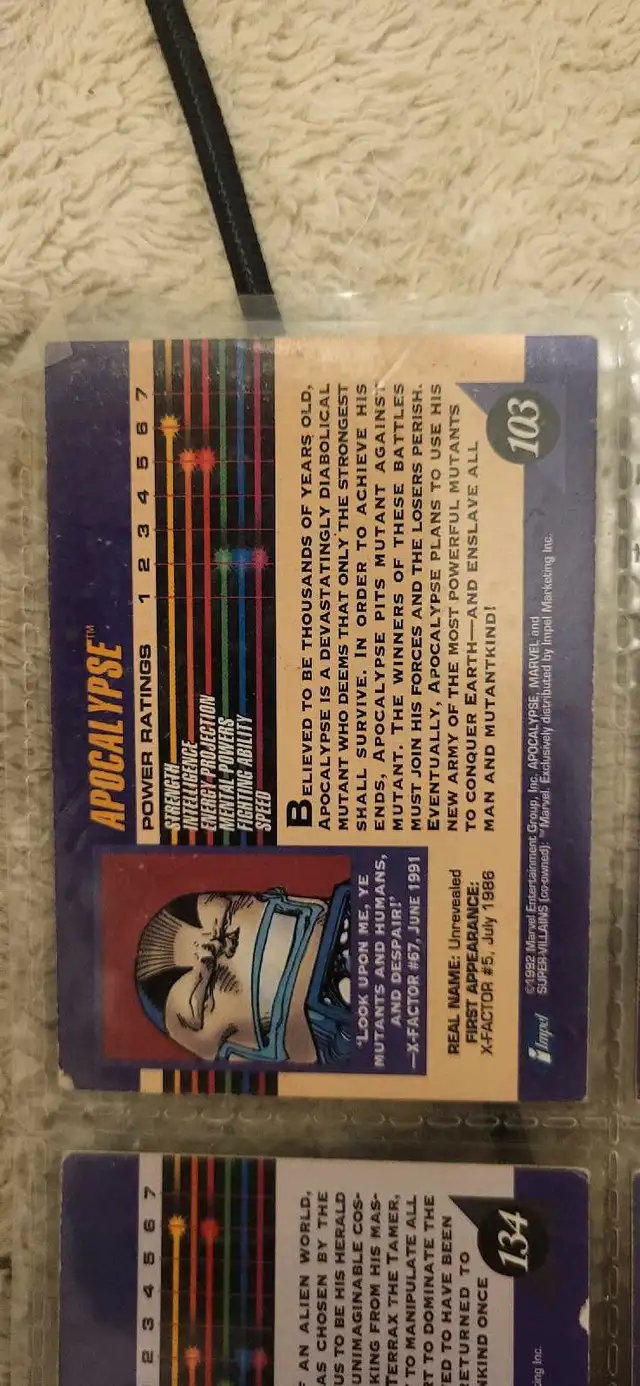 APOCALYPSE™
POWER RATINGS 1 2 3 4 5 6 7
STRENGTH
INTELLIGENCE
ENERGY PROJECTION
MENTAL POWERS
FIGHTING ABILITY
SPEED
"LOOK UPON ME, YE
MUTANTS AND HUMANS,
AND DESPAIR!"
—X-FACTOR #67, JUNE 1991
REAL NAME: Unrevealed
FIRST APPEARANCE:
X-FACTOR #5, July 1986
BELIEVED TO BE THOUSANDS OF YEARS OLD,
APOCALYPSE IS A DEVASTATINGLY DIABOLICAL
MUTANT WHO DEEMS THAT ONLY THE STRONGEST
SHALL SURVIVE. IN ORDER TO ACHIEVE HIS
ENDS, APOCALYPSE PITS MUTANT AGAINST
MUTANT. THE WINNERS OF THESE BATTLES
MUST JOIN HIS FORCES AND THE LOSERS PERISH.
EVENTUALLY, APOCALYPSE PLANS TO USE HIS
NEW ARMY OF THE MOST POWERFUL MUTANTS
TO CONQUER EARTH—AND ENSLAVE ALL
MAN AND MUTANTKIND!
103
Impel
©1992 Marvel Entertainment Group, Inc. APOCALYPSE, MARVEL and
SUPER-VILLAINS (co-owned): ™Marvel. Exclusively distributed by Impel Marketing Inc.
2 3 4 5 6 7
F AN ALIEN WORLD,
AS CHOSEN BY THE
US TO BE HIS HERALD
UNIMAGINABLE COS-
KING FROM HIS MAS-
TERRAX THE TAMER,
TO MANIPULATE ALL
RT TO DOMINATE THE
ED TO HAVE BEEN
RETURNED TO
NKIND ONCE
134
ing Inc.